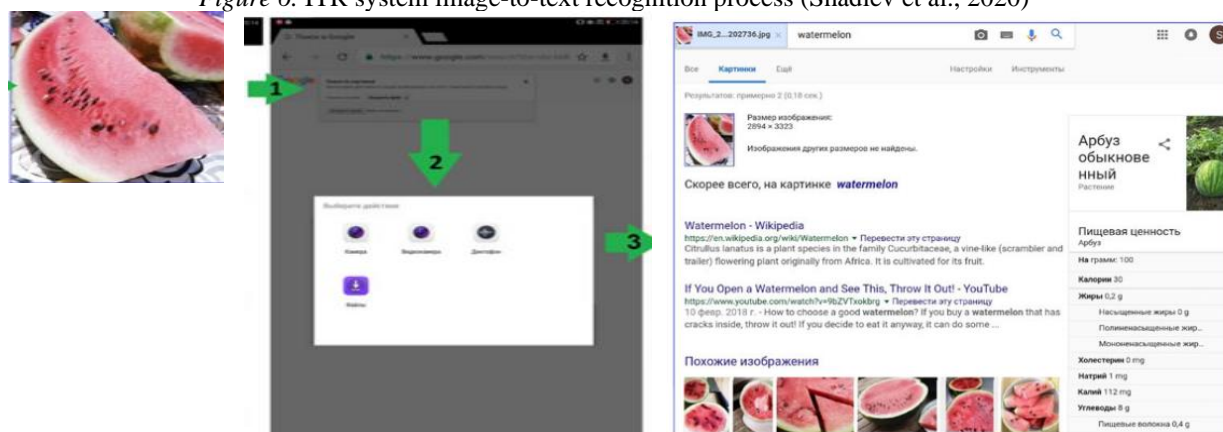 Figure 6. ITR system image-to-text recognition process (Shadiev et al., 2020)
1
Поиск в Google
2
Выберите действие
Камера
Видеокамера
Диктофон
Файлы
3
IMG_2...202736.jpg
watermelon
Все
Картинки
Ещё
Настройки
Инструменты
Результатов: примерно 2 (0,18 сек.)
Размер изображения:
2894 × 3323
Изображения других размеров не найдены.
Скорее всего, на картинке watermelon
Watermelon - Wikipedia
https://en.wikipedia.org/wiki/Watermelon ▾ Перевести эту страницу
Citrullus lanatus is a plant species in the family Cucurbitaceae, a vine-like (scrambler and
trailer) flowering plant originally from Africa. It is cultivated for its fruit.
If You Open a Watermelon and See This, Throw It Out! - YouTube
https://www.youtube.com/watch?v=9bZVTxokbrg ▾ Перевести эту страницу
10 февр. 2018 г. - How to choose a good watermelon? If you buy a watermelon that has
cracks inside, throw it out! If you decide to eat it anyway, it can do some ...
Похожие изображения
Арбуз
обыкнове
нный
Растение
Пищевая ценность
Арбуз
На грамм: 100
Калории 30
Жиры 0,2 g
Насыщенные жиры 0 g
Полиненасыщенные жир...
Мононенасыщенные жир...
Холестерин 0 mg
Натрий 1 mg
Калий 112 mg
Углеводы 8 g
Пищевые волокна 0,4 g